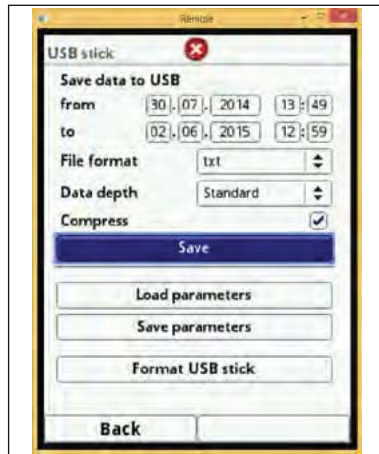 Remote
USB stick
Save data to USB
from 30. 07. 2014 13: 49
to 02. 06. 2015 12: 59
File format txt
Data depth Standard
Compress
Save
Load parameters
Save parameters
Format USB stick
Back